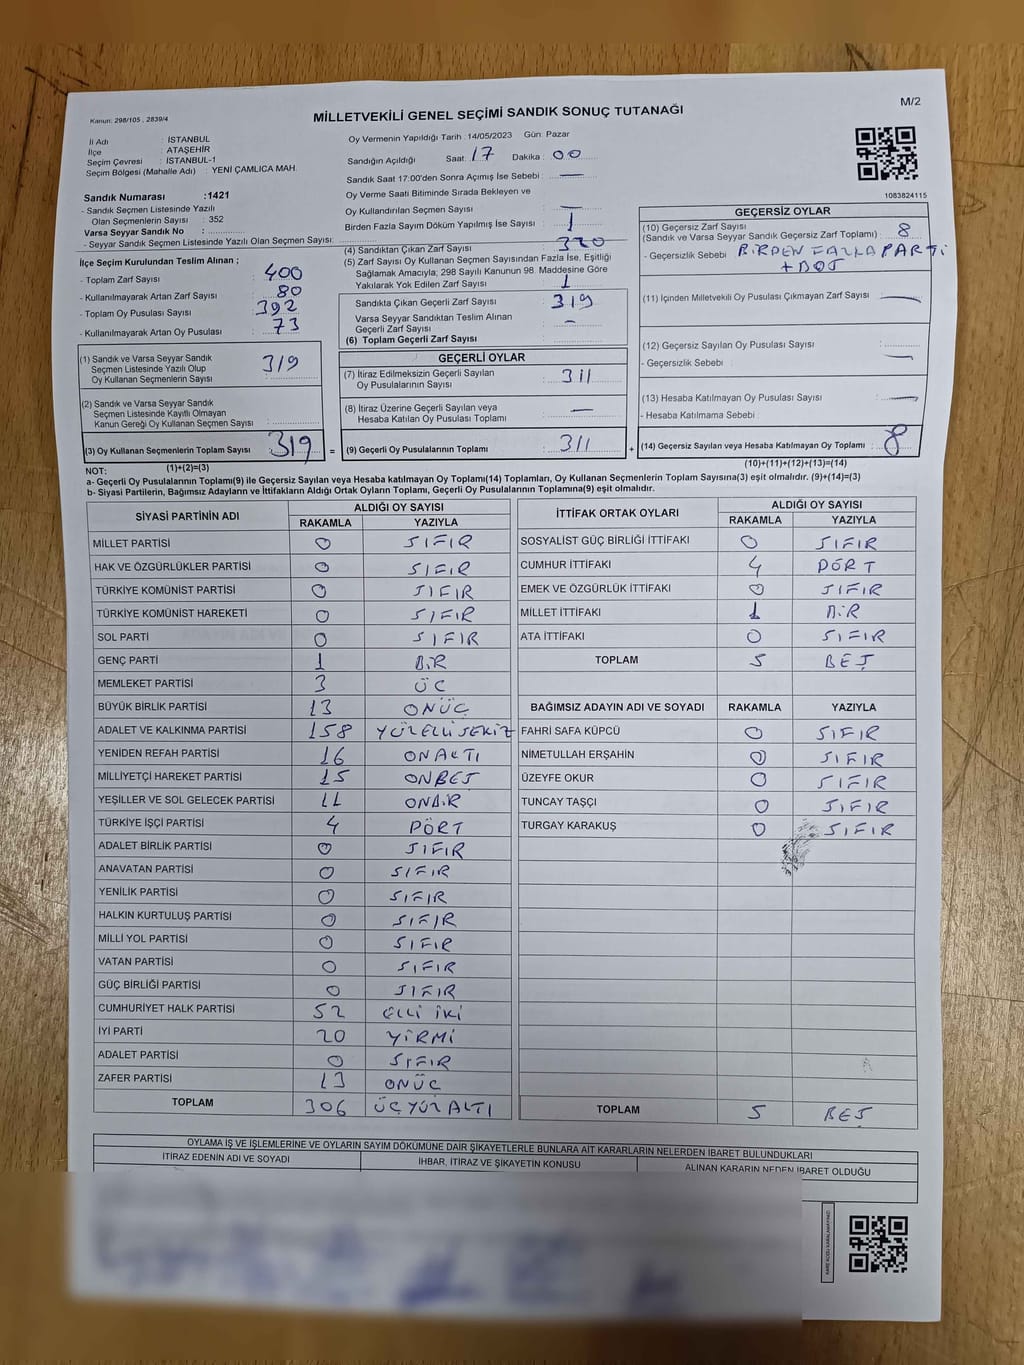 M/2
Kanun: 298/105 , 2839/4
MİLLETVEKİLİ GENEL SEÇİMİ SANDIK SONUÇ TUTANAĞI
İl Adı : İSTANBUL
İlçe : ATAŞEHİR
Seçim Çevresi : İSTANBUL-1
Seçim Bölgesi (Mahalle Adı) : YENİ ÇAMLICA MAH.
Sandık Numarası :1421
- Sandık Seçmen Listesinde Yazılı
Olan Seçmenlerin Sayısı : 352
Varsa Seyyar Sandık No :
- Seyyar Sandık Seçmen Listesinde Yazılı Olan Seçmen Sayısı:
İlçe Seçim Kurulundan Teslim Alınan ;
- Toplam Zarf Sayısı : 400
- Kullanılmayarak Artan Zarf Sayısı : 80
- Toplam Oy Pusulası Sayısı : 392
- Kullanılmayarak Artan Oy Pusulası : 73
(1) Sandık ve Varsa Seyyar Sandık
Seçmen Listesinde Yazılı Olup
Oy Kullanan Seçmenlerin Sayısı : 319
(2) Sandık ve Varsa Seyyar Sandık
Seçmen Listesinde Kayıtlı Olmayan
Kanun Gereği Oy Kullanan Seçmen Sayısı :
(3) Oy Kullanan Seçmenlerin Toplam Sayısı : 319 =
(1)+(2)=(3)
Oy Vermenin Yapıldığı Tarih : 14/05/2023 Gün: Pazar
Sandığın Açıldığı Saat: 17 Dakika : 00
Sandık Saat 17:00'den Sonra Açımış İse Sebebi : —
Oy Verme Saati Bitiminde Sırada Bekleyen ve
Oy Kullandırılan Seçmen Sayısı : —
Birden Fazla Sayım Döküm Yapılmış İse Sayısı : 1
(4) Sandıktan Çıkan Zarf Sayısı : 320
(5) Zarf Sayısı Oy Kullanan Seçmen Sayısından Fazla İse, Eşitliği
Sağlamak Amacıyla; 298 Sayılı Kanunun 98. Maddesine Göre
Yakılarak Yok Edilen Zarf Sayısı : 1
Sandıkta Çıkan Geçerli Zarf Sayısı : 319
Varsa Seyyar Sandıktan Teslim Alınan
Geçerli Zarf Sayısı : —
(6) Toplam Geçerli Zarf Sayısı :
GEÇERLİ OYLAR
(7) İtiraz Edilmeksizin Geçerli Sayılan
Oy Pusulalarının Sayısı : 311
(8) İtiraz Üzerine Geçerli Sayılan veya
Hesaba Katılan Oy Pusulası Toplamı : —
(9) Geçerli Oy Pusulalarının Toplamı : 311 +
1083824115
GEÇERSİZ OYLAR
(10) Geçersiz Zarf Sayısı
(Sandık ve Varsa Seyyar Sandık Geçersiz Zarf Toplamı) : 8
- Geçersizlik Sebebi : BİRDEN FAZLA PARTİ
+ BOŞ
(11) İçinden Milletvekili Oy Pusulası Çıkmayan Zarf Sayısı : —
(12) Geçersiz Sayılan Oy Pusulası Sayısı :
- Geçersizlik Sebebi : —
(13) Hesaba Katılmayan Oy Pusulası Sayısı : —
- Hesaba Katılmama Sebebi :
(14) Geçersiz Sayılan veya Hesaba Katılmayan Oy Toplamı : 8
(10)+(11)+(12)+(13)=(14)
NOT:
a- Geçerli Oy Pusulasının Toplamı(9) ile Geçersiz Sayılan veya Hesaba katılmayan Oy Toplamı(14) Toplamları, Oy Kullanan Seçmenlerin Toplam Sayısına(3) eşit olmalıdır. (9)+(14)=(3)
b- Siyasi Partilerin, Bağımsız Adayların ve İttifakların Aldığı Ortak Oyların Toplamı, Geçerli Oy Pusulalarının Toplamına(9) eşit olmalıdır.
SİYASİ PARTİNİN ADI ALDIĞI OY SAYISI
RAKAMLA YAZIYLA
MİLLET PARTİSİ 0 SIFIR
HAK VE ÖZGÜRLÜKLER PARTİSİ 0 SIFIR
TÜRKİYE KOMÜNİST PARTİSİ 0 SIFIR
TÜRKİYE KOMÜNİST HAREKETİ 0 SIFIR
SOL PARTİ 0 SIFIR
GENÇ PARTİ 1 BİR
MEMLEKET PARTİSİ 3 ÜÇ
BÜYÜK BİRLİK PARTİSİ 13 ONÜÇ
ADALET VE KALKINMA PARTİSİ 158 YÜZELLİSEKİZ
YENİDEN REFAH PARTİSİ 16 ONALTI
MİLLİYETÇİ HAREKET PARTİSİ 15 ONBEŞ
YEŞİLLER VE SOL GELECEK PARTİSİ 11 ONBİR
TÜRKİYE İŞÇİ PARTİSİ 4 DÖRT
ADALET BİRLİK PARTİSİ 0 SIFIR
ANAVATAN PARTİSİ 0 SIFIR
YENİLİK PARTİSİ 0 SIFIR
HALKIN KURTULUŞ PARTİSİ 0 SIFIR
MİLLİ YOL PARTİSİ 0 SIFIR
VATAN PARTİSİ 0 SIFIR
GÜÇ BİRLİĞİ PARTİSİ 0 SIFIR
CUMHURİYET HALK PARTİSİ 52 ELLİ İKİ
İYİ PARTİ 20 YİRMİ
ADALET PARTİSİ 0 SIFIR
ZAFER PARTİSİ 13 ONÜÇ
TOPLAM 306 ÜÇYÜZALTI
İTTİFAK ORTAK OYLARI ALDIĞI OY SAYISI
RAKAMLA YAZIYLA
SOSYALİST GÜÇ BİRLİĞİ İTTİFAKI 0 SIFIR
CUMHUR İTTİFAKI 4 DÖRT
EMEK VE ÖZGÜRLÜK İTTİFAKI 0 SIFIR
MİLLET İTTİFAKI 1 BİR
ATA İTTİFAKI 0 SIFIR
TOPLAM 5 BEŞ
BAĞIMSIZ ADAYIN ADI VE SOYADI RAKAMLA YAZIYLA
FAHRİ SAFA KÜPCÜ 0 SIFIR
NİMETULLAH ERŞAHİN 0 SIFIR
ÜZEYFE OKUR 0 SIFIR
TUNCAY TAŞÇI 0 SIFIR
TURGAY KARAKUŞ 0 SIFIR
TOPLAM 5 BEŞ
OYLAMA İŞ VE İŞLEMLERİNE VE OYLARIN SAYIM DÖKÜMÜNE DAİR ŞİKAYETLERLE BUNLARA AİT KARARLARIN NELERDEN İBARET BULUNDUKLARI
İTİRAZ EDENİN ADI VE SOYADI İHBAR, İTİRAZ VE ŞİKAYETİN KONUSU ALINAN KARARIN NEDEN İBARET OLDUĞU